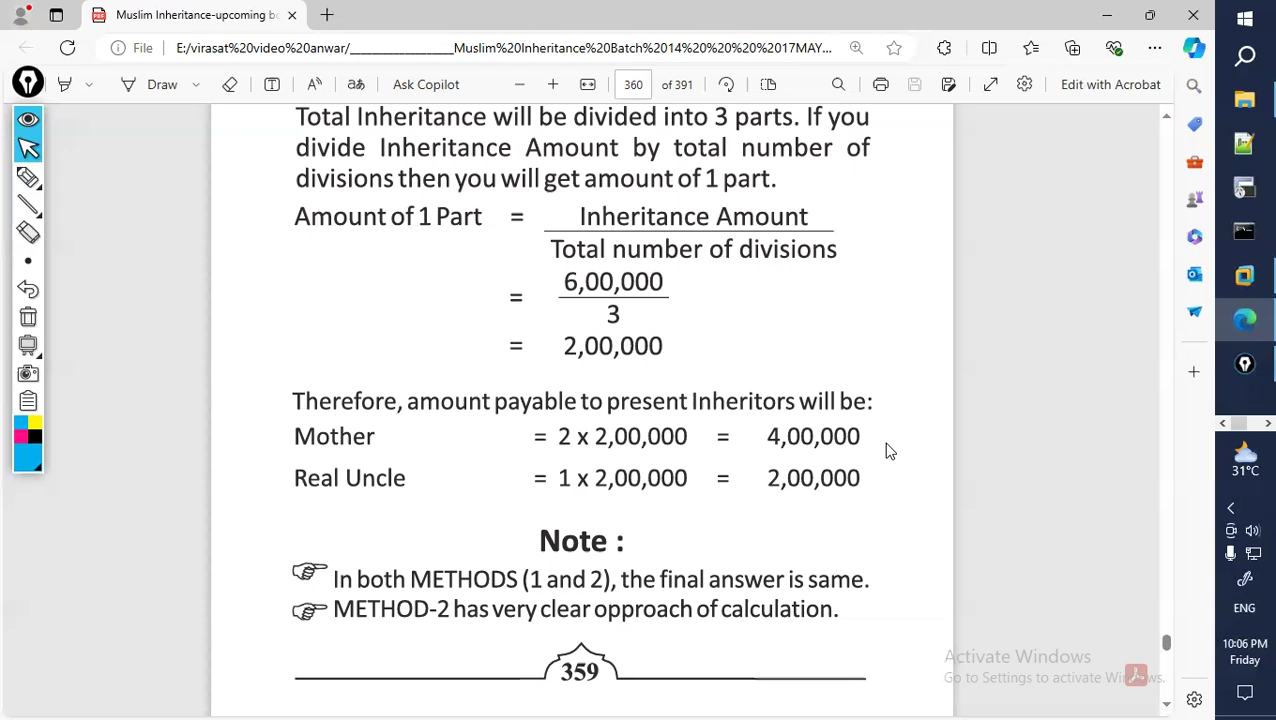 Muslim Inheritance-upcoming b
File
E:/virasat%20video%20anwar/________________Muslim%20Inheritance%20Batch%2014%20%20%20%2017MAY...
Draw
Ask Copilot
360
of 391
Edit with Acrobat
Total Inheritance will be divided into 3 parts. If you
divide Inheritance Amount by total number of
divisions then you will get amount of 1 part.
Amount of 1 Part = Inheritance Amount
Total number of divisions
= 6,00,000
3
= 2,00,000
Therefore, amount payable to present Inheritors will be:
Mother = 2 x 2,00,000 = 4,00,000
Real Uncle = 1 x 2,00,000 = 2,00,000
Note :
In both METHODS (1 and 2), the final answer is same.
METHOD-2 has very clear opproach of calculation.
359
Activate Windows
Go to Settings to activate Windows.
31°C
ENG
10:06 PM
Friday